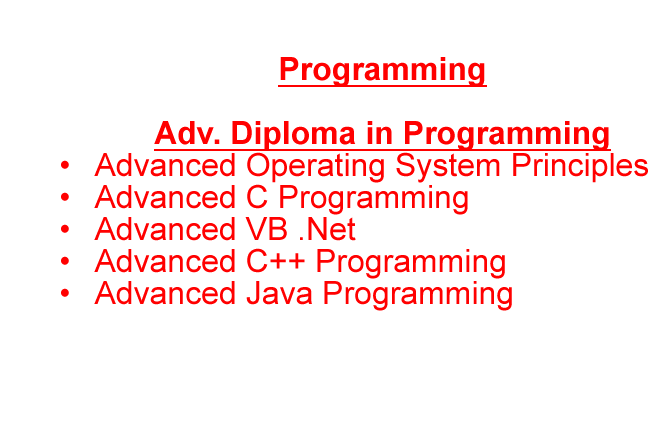 Programming
Adv. Diploma in Programming
• Advanced Operating System Principles
• Advanced C Programming
• Advanced VB .Net
• Advanced C++ Programming
• Advanced Java Programming